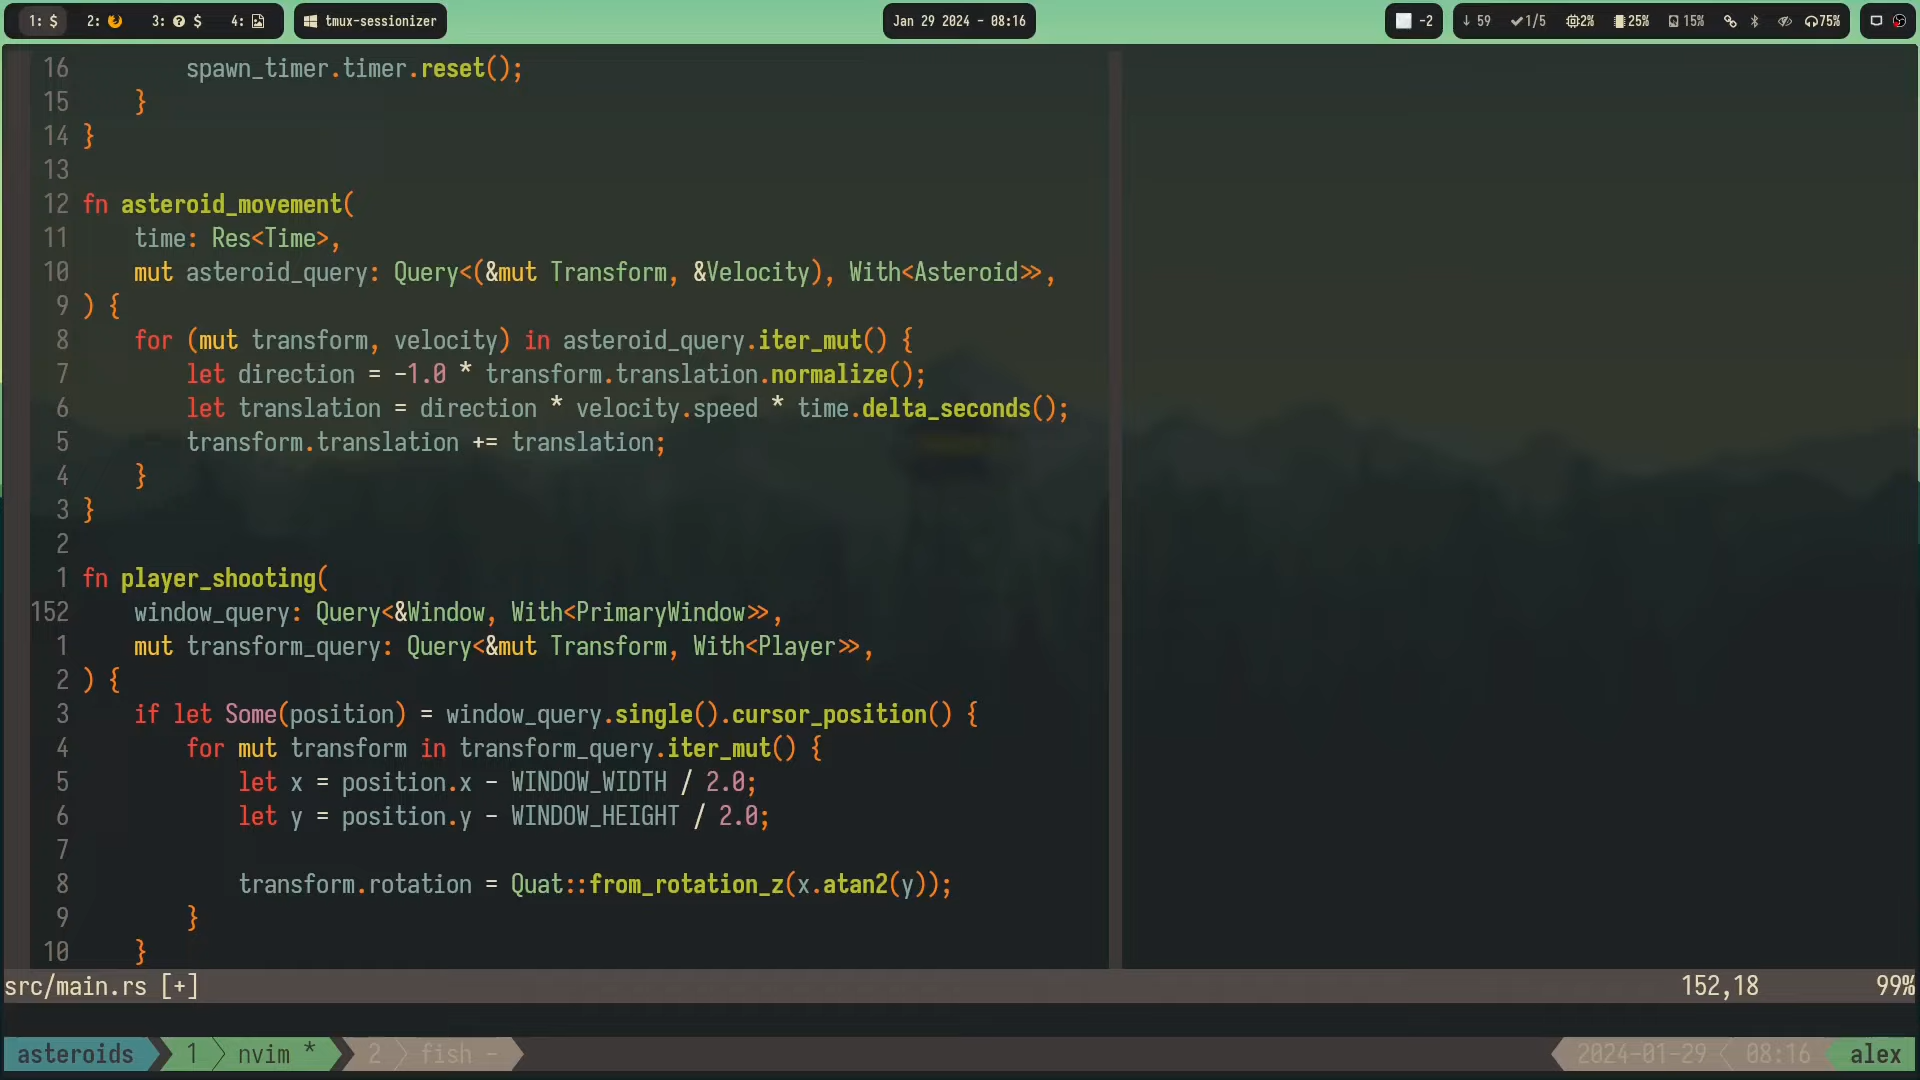 1: $ 2: 3: $ 4: tmux-sessionizer Jan 29 2024 - 08:16 -2 ↓ 59 ✓1/5 2% 25% 15% 75%
16 spawn_timer.timer.reset();
15 }
14 }
13
12 fn asteroid_movement(
11 time: Res<Time>,
10 mut asteroid_query: Query<(&mut Transform, &Velocity), With<Asteroid>>,
9 ) {
8 for (mut transform, velocity) in asteroid_query.iter_mut() {
7 let direction = -1.0 * transform.translation.normalize();
6 let translation = direction * velocity.speed * time.delta_seconds();
5 transform.translation += translation;
4 }
3 }
2
1 fn player_shooting(
152 window_query: Query<&Window, With<PrimaryWindow>>,
1 mut transform_query: Query<&mut Transform, With<Player>>,
2 ) {
3 if let Some(position) = window_query.single().cursor_position() {
4 for mut transform in transform_query.iter_mut() {
5 let x = position.x - WINDOW_WIDTH / 2.0;
6 let y = position.y - WINDOW_HEIGHT / 2.0;
7
8 transform.rotation = Quat::from_rotation_z(x.atan2(y));
9 }
10 }
src/main.rs [+] 152,18 99%
asteroids 1 nvim * 2 fish - 2024-01-29 08:16 alex